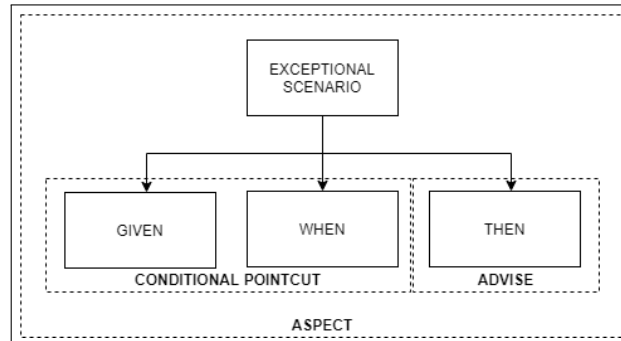 EXCEPTIONAL
SCENARIO
GIVEN
WHEN
THEN
CONDITIONAL POINTCUT
ADVISE
ASPECT